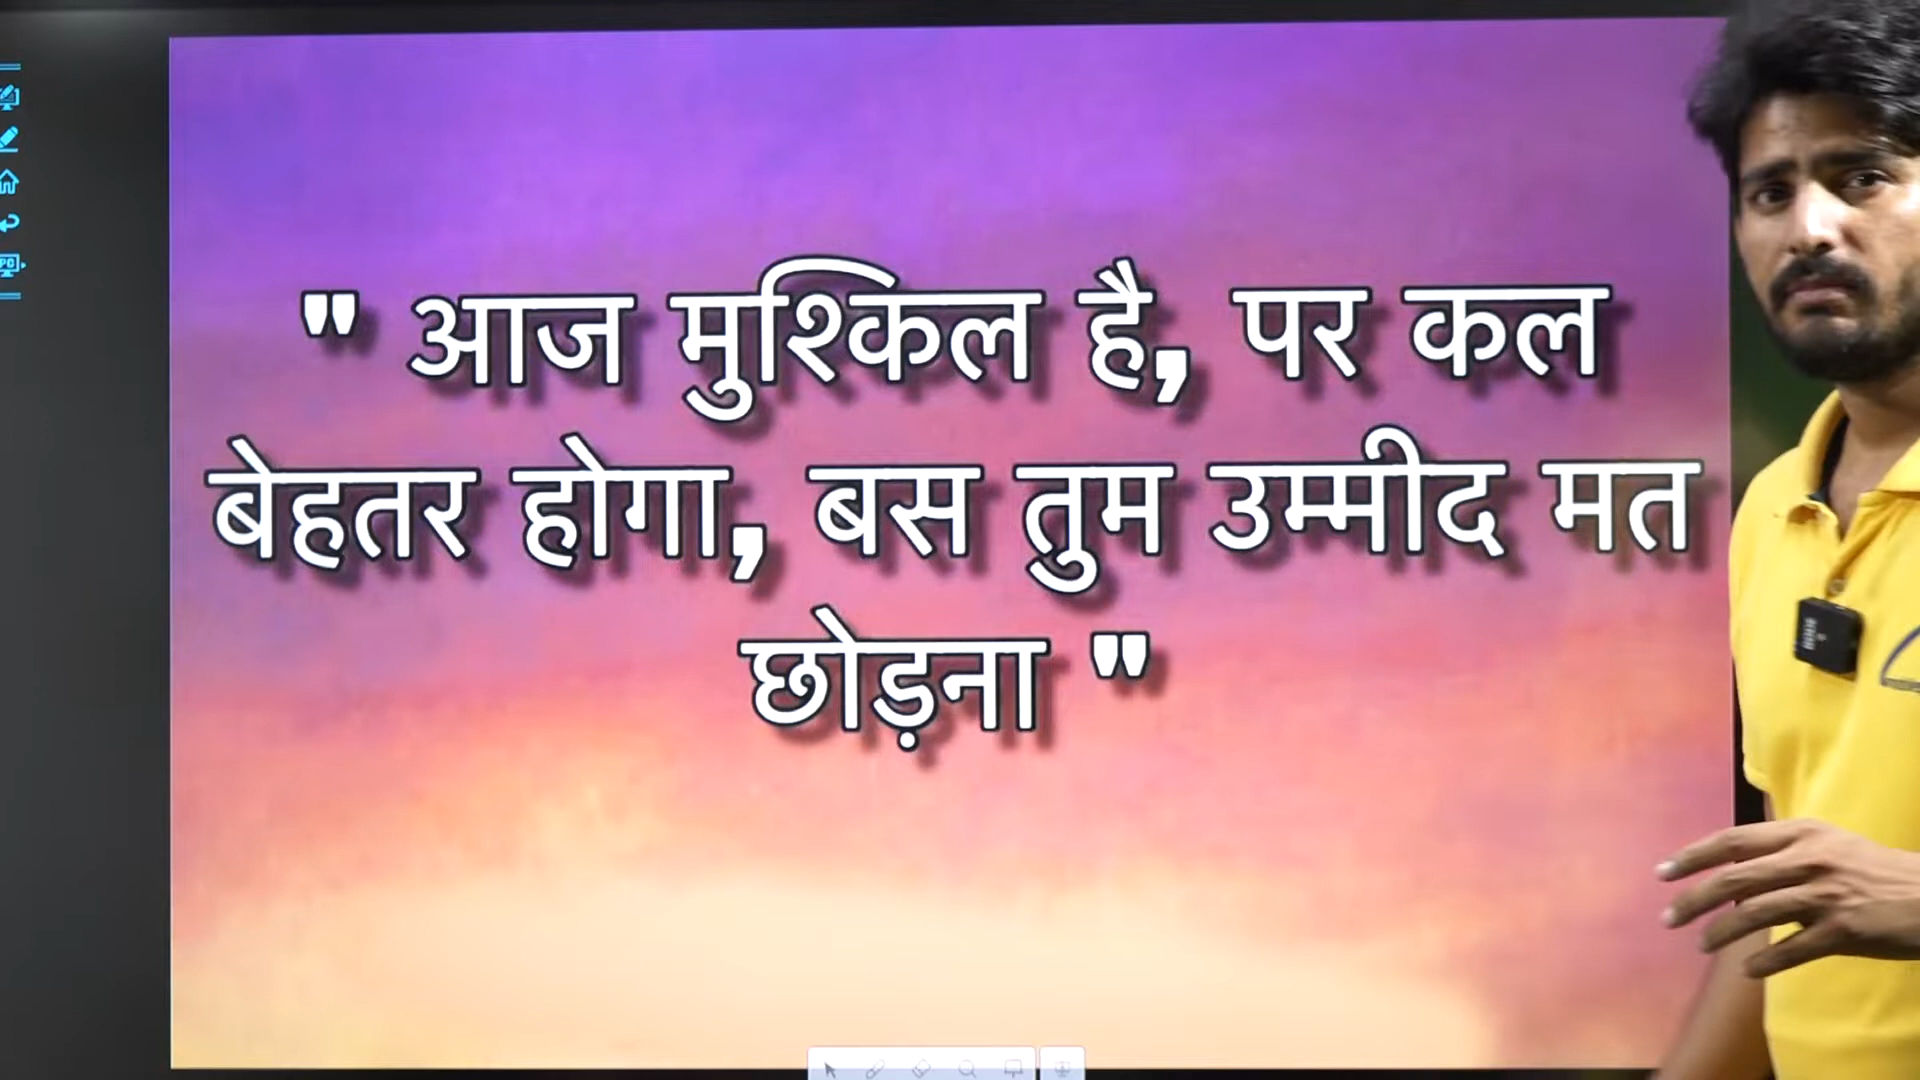 " आज मुश्किल है, पर कल
बेहतर होगा, बस तुम उम्मीद मत
छोड़ना "